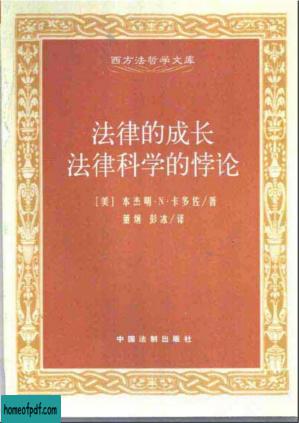 西方法哲学文库
法律的成长
法律科学的悖论
[美] 本杰明·N·卡多佐/著
董炯 彭冰/译
中国法制出版社
homeofpdf.com